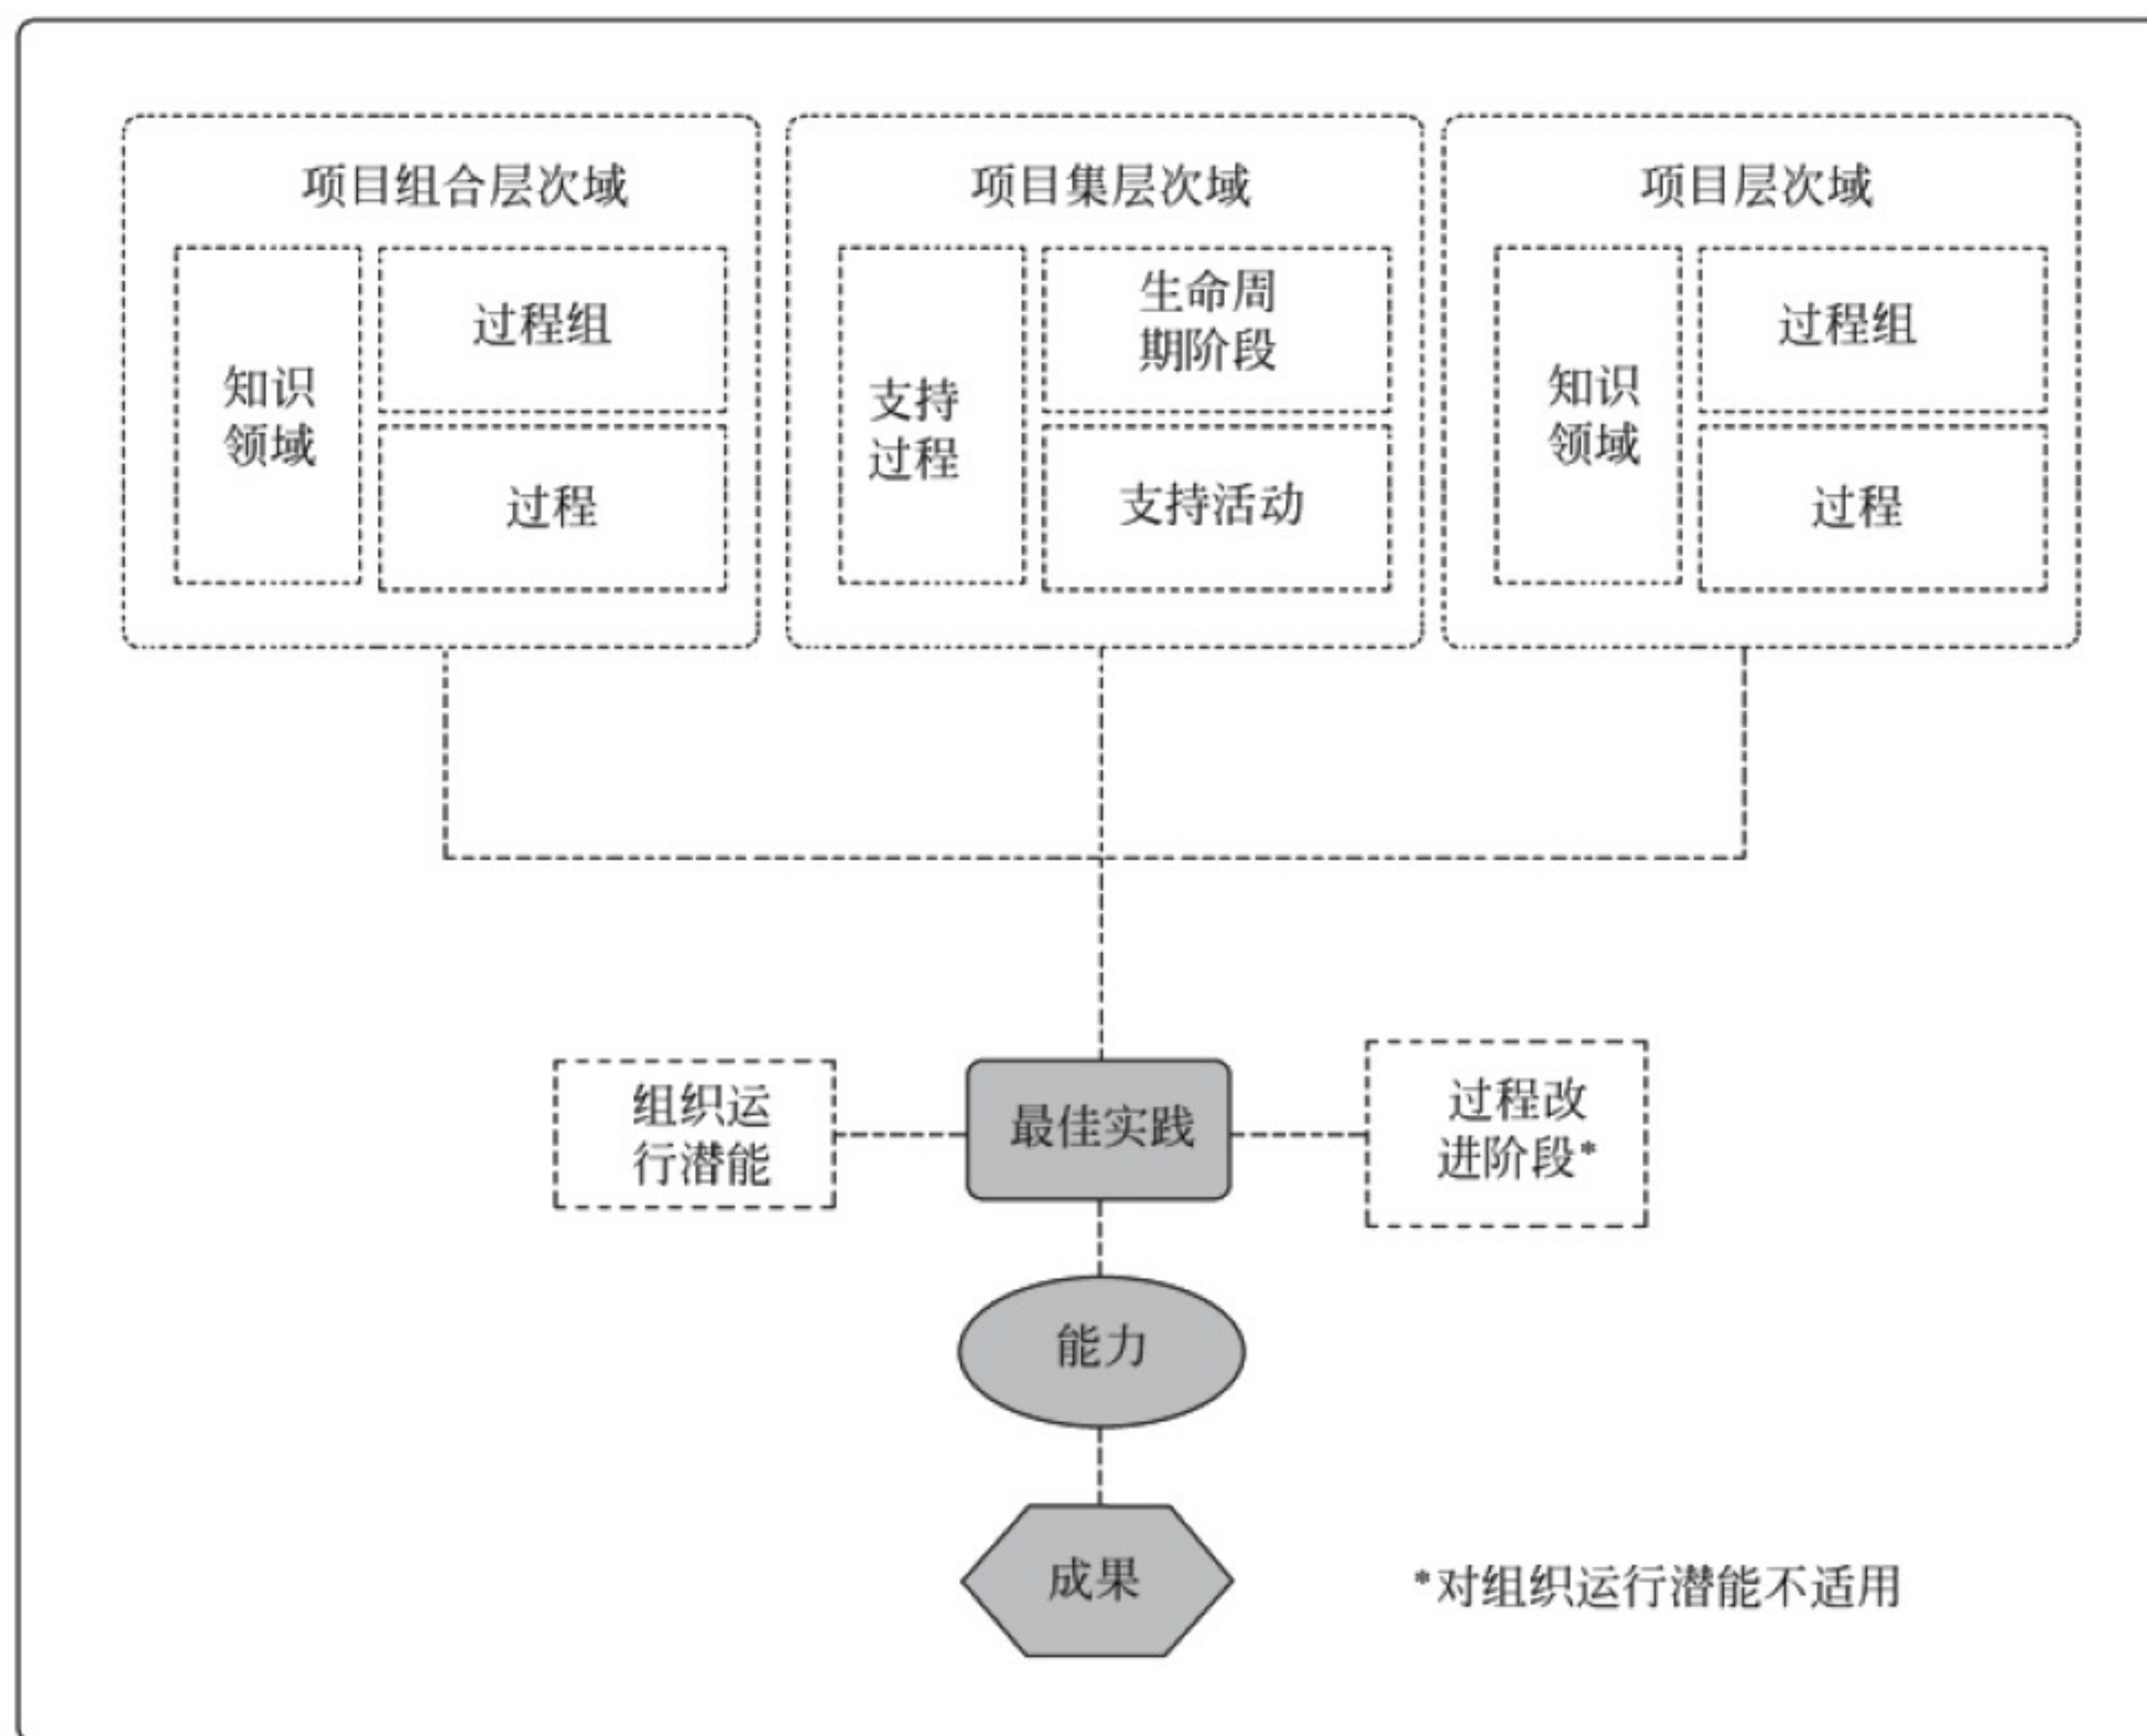 项目组合层次域
知识
领域
过程组
过程
项目集层次域
支持
过程
生命周
期阶段
支持活动
项目层次域
知识
领域
过程组
过程
组织运
行潜能
最佳实践
过程改
进阶段*
能力
成果
*对组织运行潜能不适用